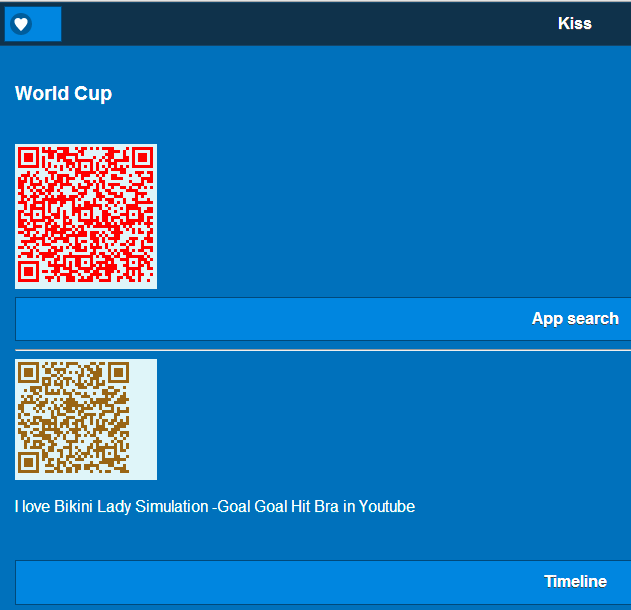 Kiss
World Cup
App search
I love Bikini Lady Simulation -Goal Goal Hit Bra in Youtube
Timeline